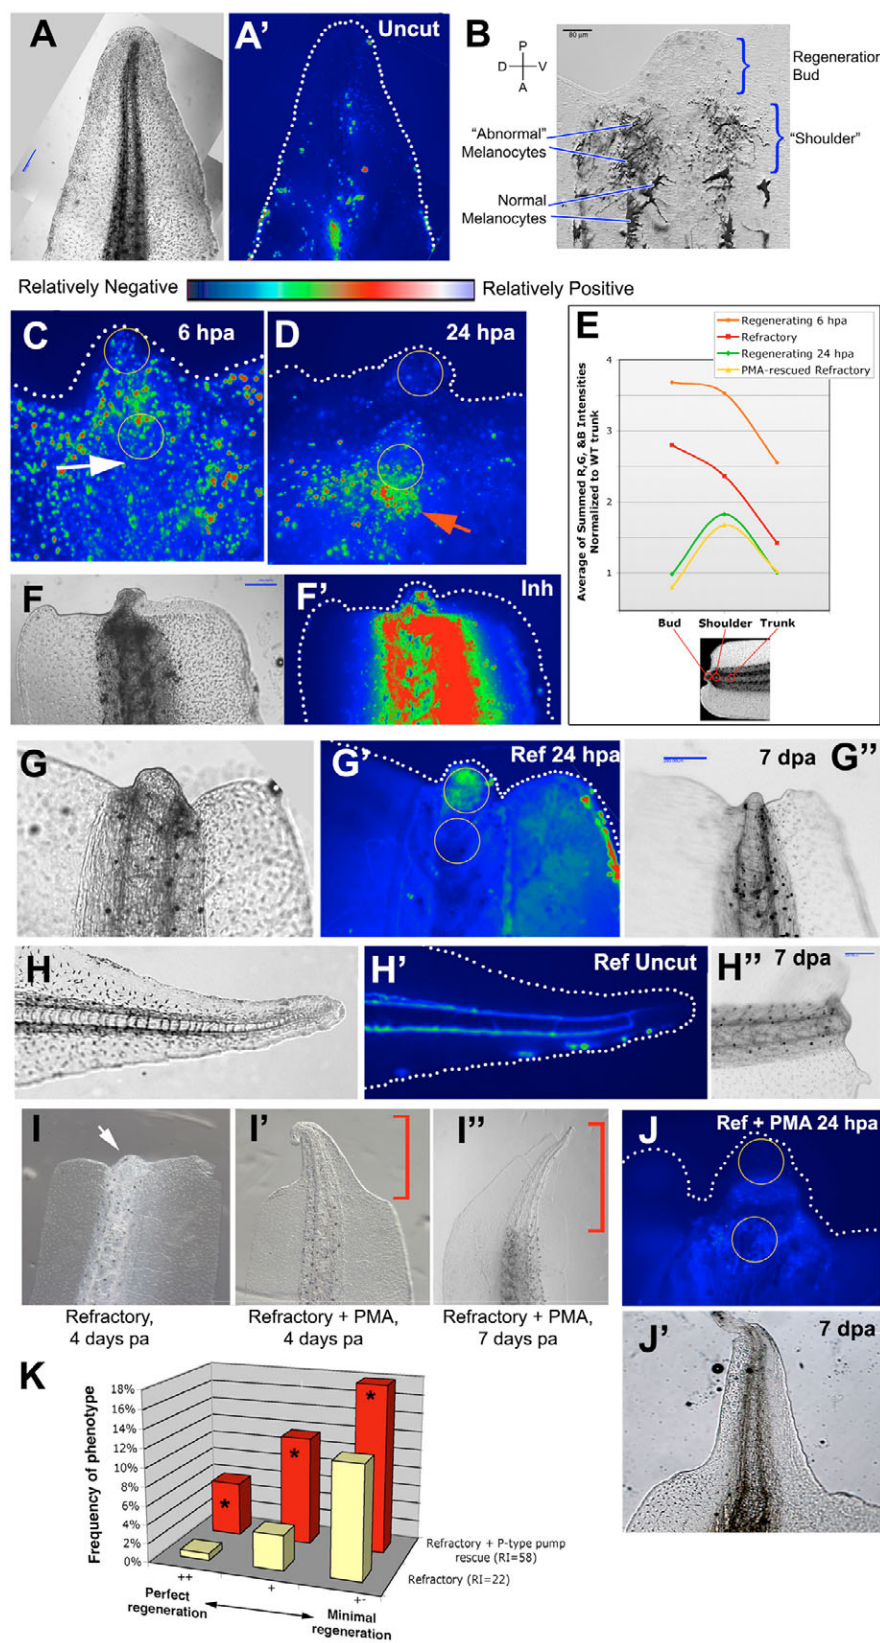 A
A'
Uncut
B
80 µm
P
D
V
A
Regeneration
Bud
"Shoulder"
"Abnormal"
Melanocytes
Normal
Melanocytes
Relatively Negative
Relatively Positive
C
6 hpa
D
24 hpa
E
Regenerating 6 hpa
Refractory
Regenerating 24 hpa
PMA-rescued Refractory
Average of Summed R,G, &B Intensities
Normalized to WT trunk
4
3
2
1
Bud
Shoulder
Trunk
F
F'
Inh
G
G'
Ref 24 hpa
7 dpa
G''
H
H'
Ref Uncut
H''
7 dpa
I
I'
I''
Refractory,
4 days pa
Refractory + PMA,
4 days pa
Refractory + PMA,
7 days pa
J
Ref + PMA 24 hpa
J'
7 dpa
K
Frequency of phenotype
18%
16%
14%
12%
10%
8%
6%
4%
2%
0%
*
*
*
++
+
+-
Perfect
regeneration
Minimal
regeneration
Refractory + P-type pump
rescue (RI=58)
Refractory (RI=22)